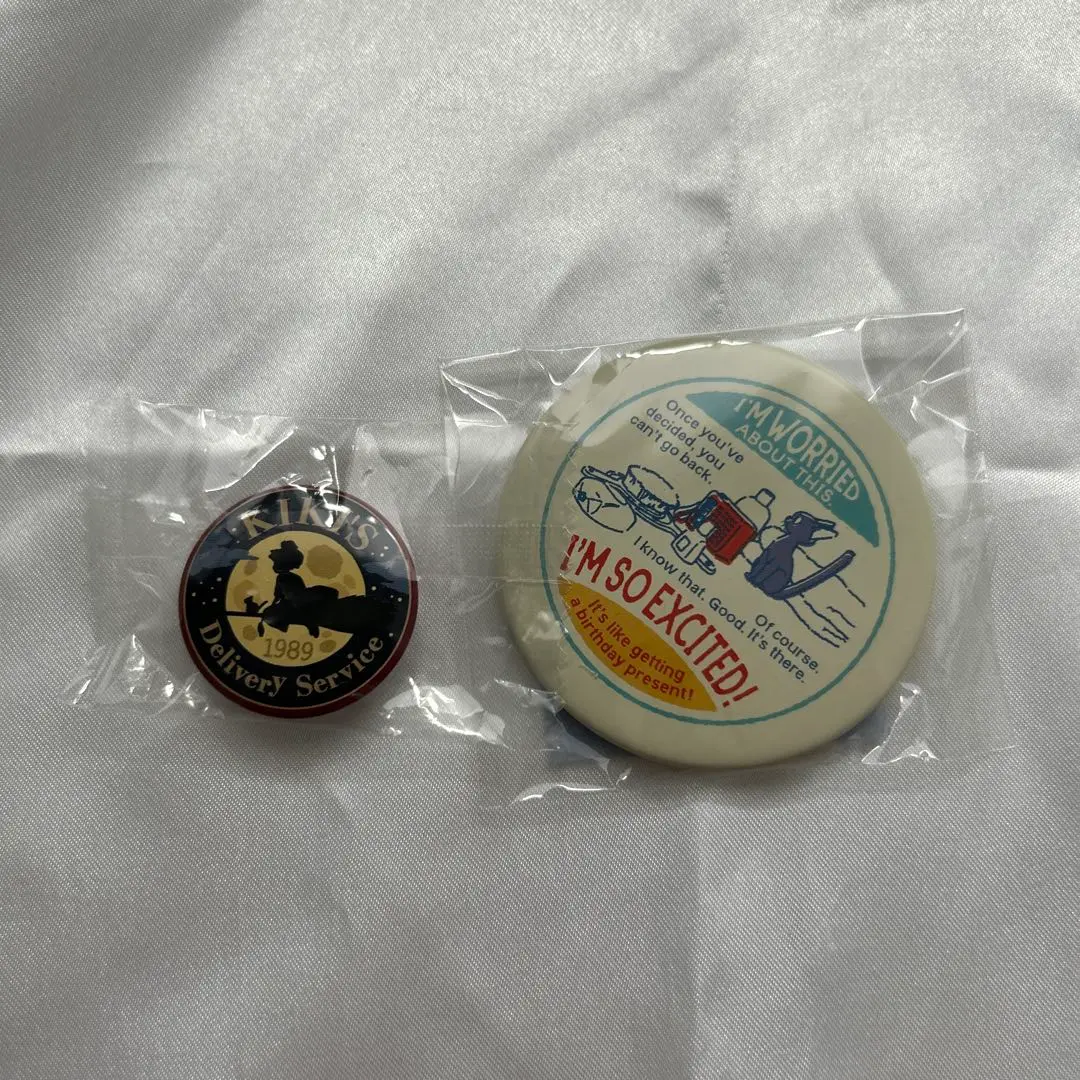 KIKI'S
1989
Delivery Service
I'M WORRIED
ABOUT THIS.
Once you've
decided, you
can't go back.
I know that. Good. It's there.
Of course.
I'M SO EXCITED!
It's like getting
a birthday present!